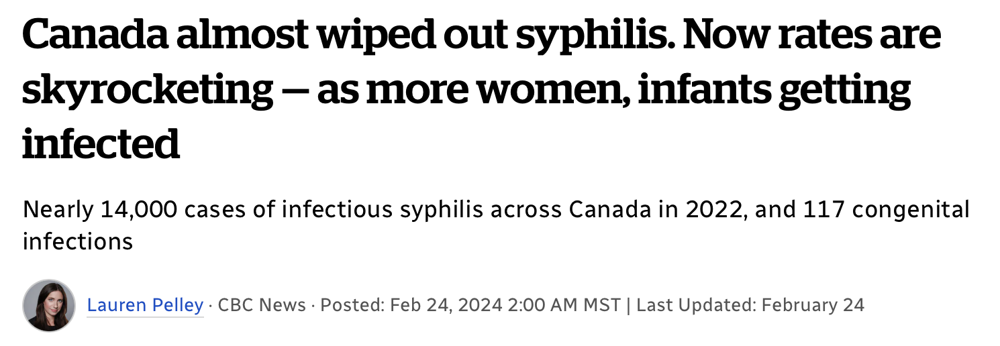 Canada almost wiped out syphilis. Now rates are
skyrocketing — as more women, infants getting
infected
Nearly 14,000 cases of infectious syphilis across Canada in 2022, and 117 congenital
infections
Lauren Pelley · CBC News · Posted: Feb 24, 2024 2:00 AM MST | Last Updated: February 24